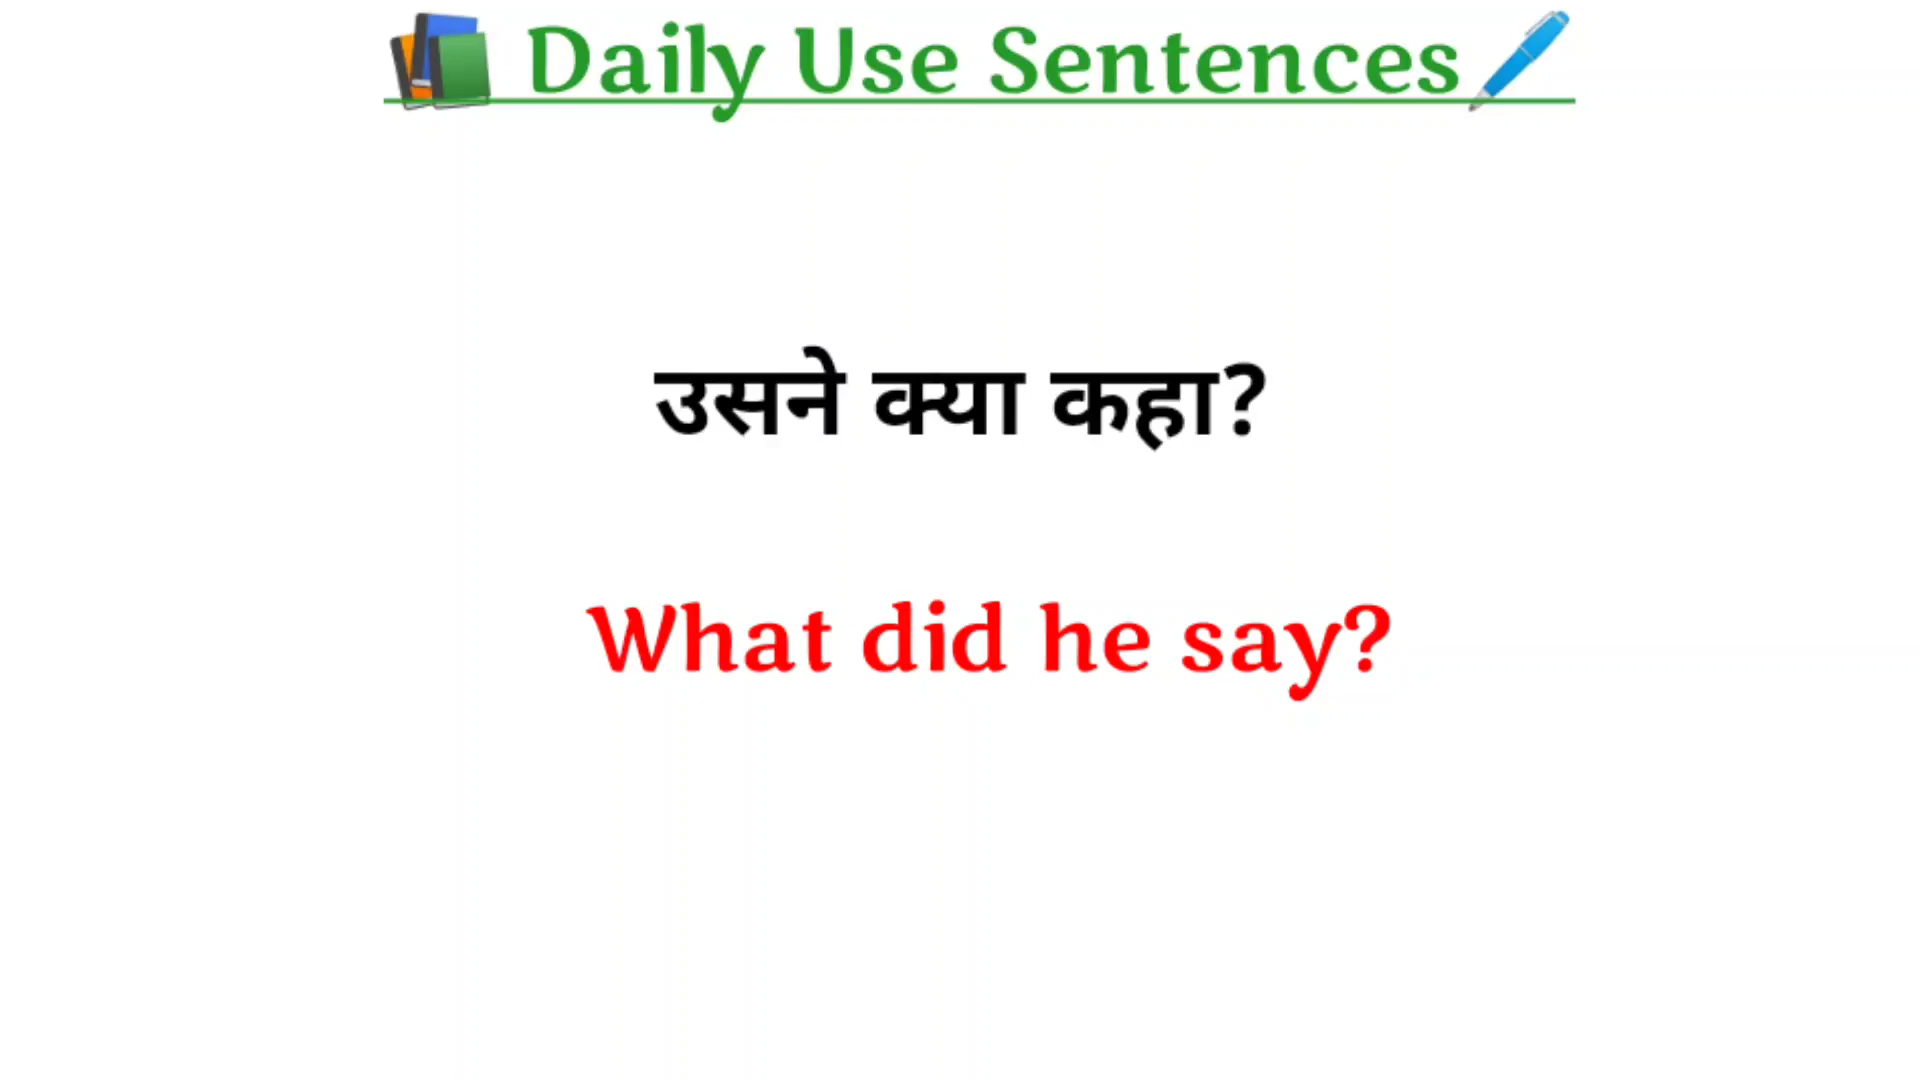 Daily Use Sentences
उसने क्या कहा?
What did he say?